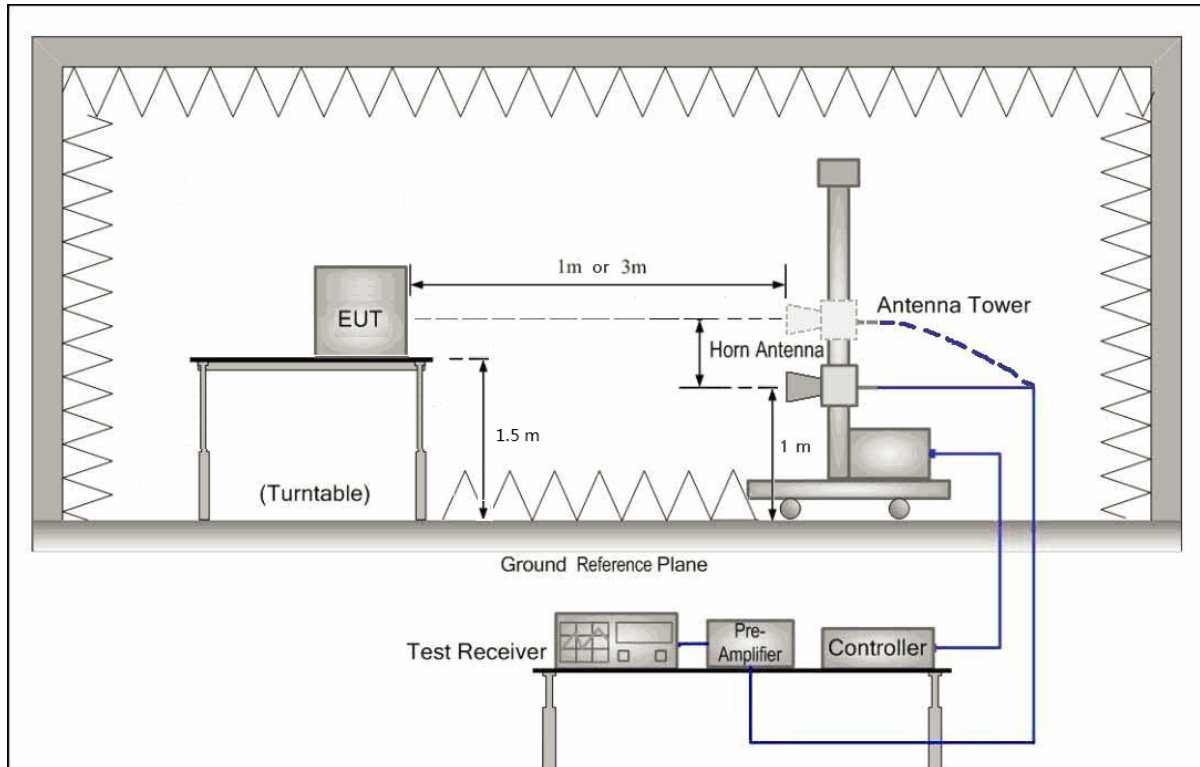 1m or 3m
EUT
Antenna Tower
Horn Antenna
1.5 m
1 m
(Turntable)
Ground Reference Plane
Test Receiver
Pre-
Amplifier
Controller